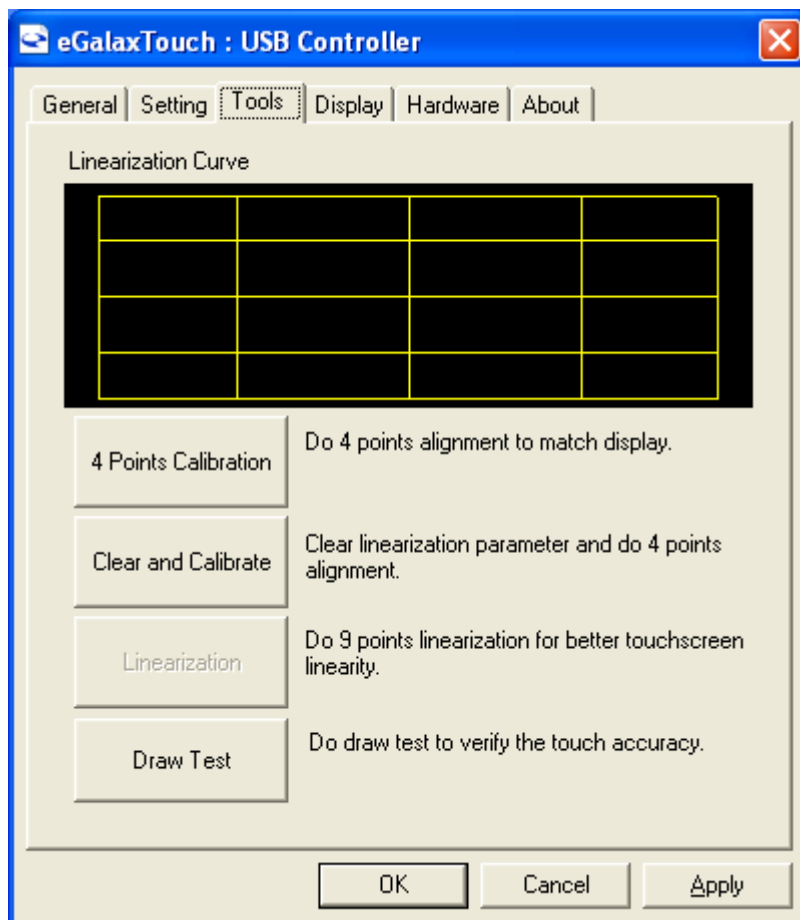 eGalaxTouch : USB Controller
General Setting Tools Display Hardware About
Linearization Curve
4 Points Calibration
Do 4 points alignment to match display.
Clear and Calibrate
Clear linearization parameter and do 4 points
alignment.
Linearization
Do 9 points linearization for better touchscreen
linearity.
Draw Test
Do draw test to verify the touch accuracy.
OK Cancel Apply